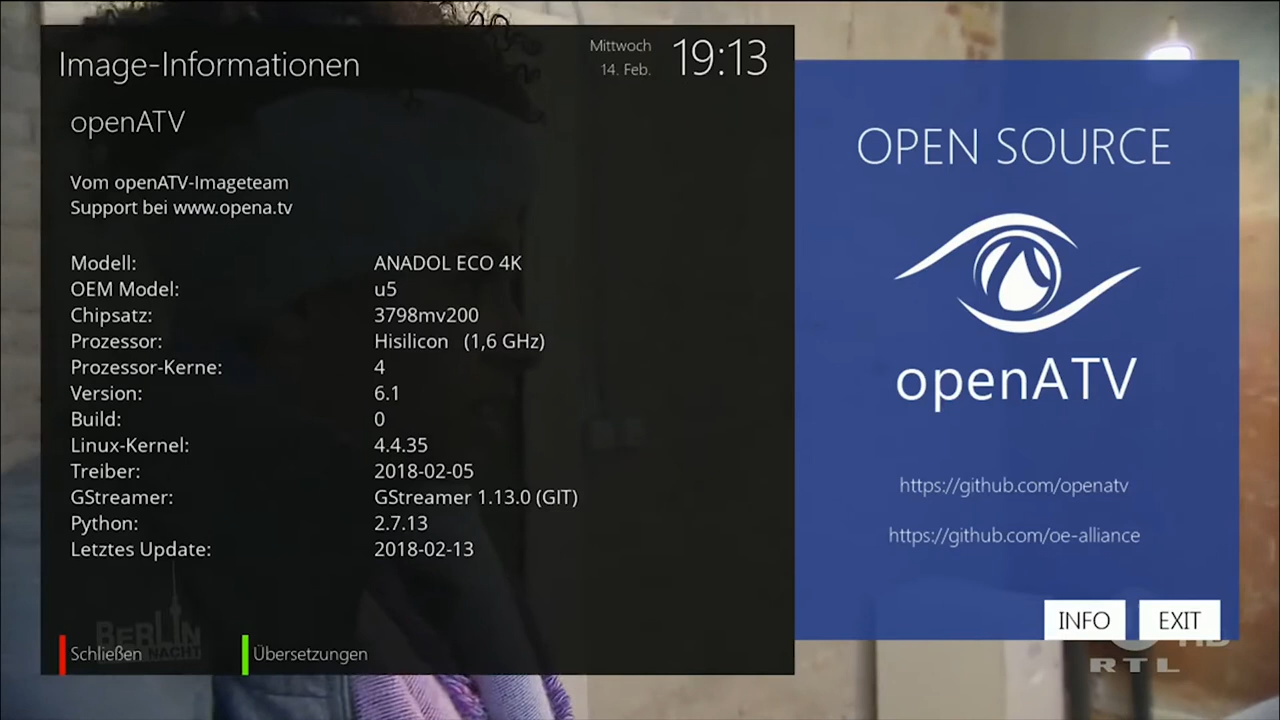 Image-Informationen
Mittwoch
14. Feb.
19:13
openATV
Vom openATV-Imageteam
Support bei www.opena.tv
Modell: ANADOL ECO 4K
OEM Model: u5
Chipsatz: 3798mv200
Prozessor: Hisilicon (1,6 GHz)
Prozessor-Kerne: 4
Version: 6.1
Build: 0
Linux-Kernel: 4.4.35
Treiber: 2018-02-05
GStreamer: GStreamer 1.13.0 (GIT)
Python: 2.7.13
Letztes Update: 2018-02-13
BERLIN
NACHT
Schließen
Übersetzungen
OPEN SOURCE
openATV
https://github.com/openatv
https://github.com/oe-alliance
INFO
EXIT
HD
RTL